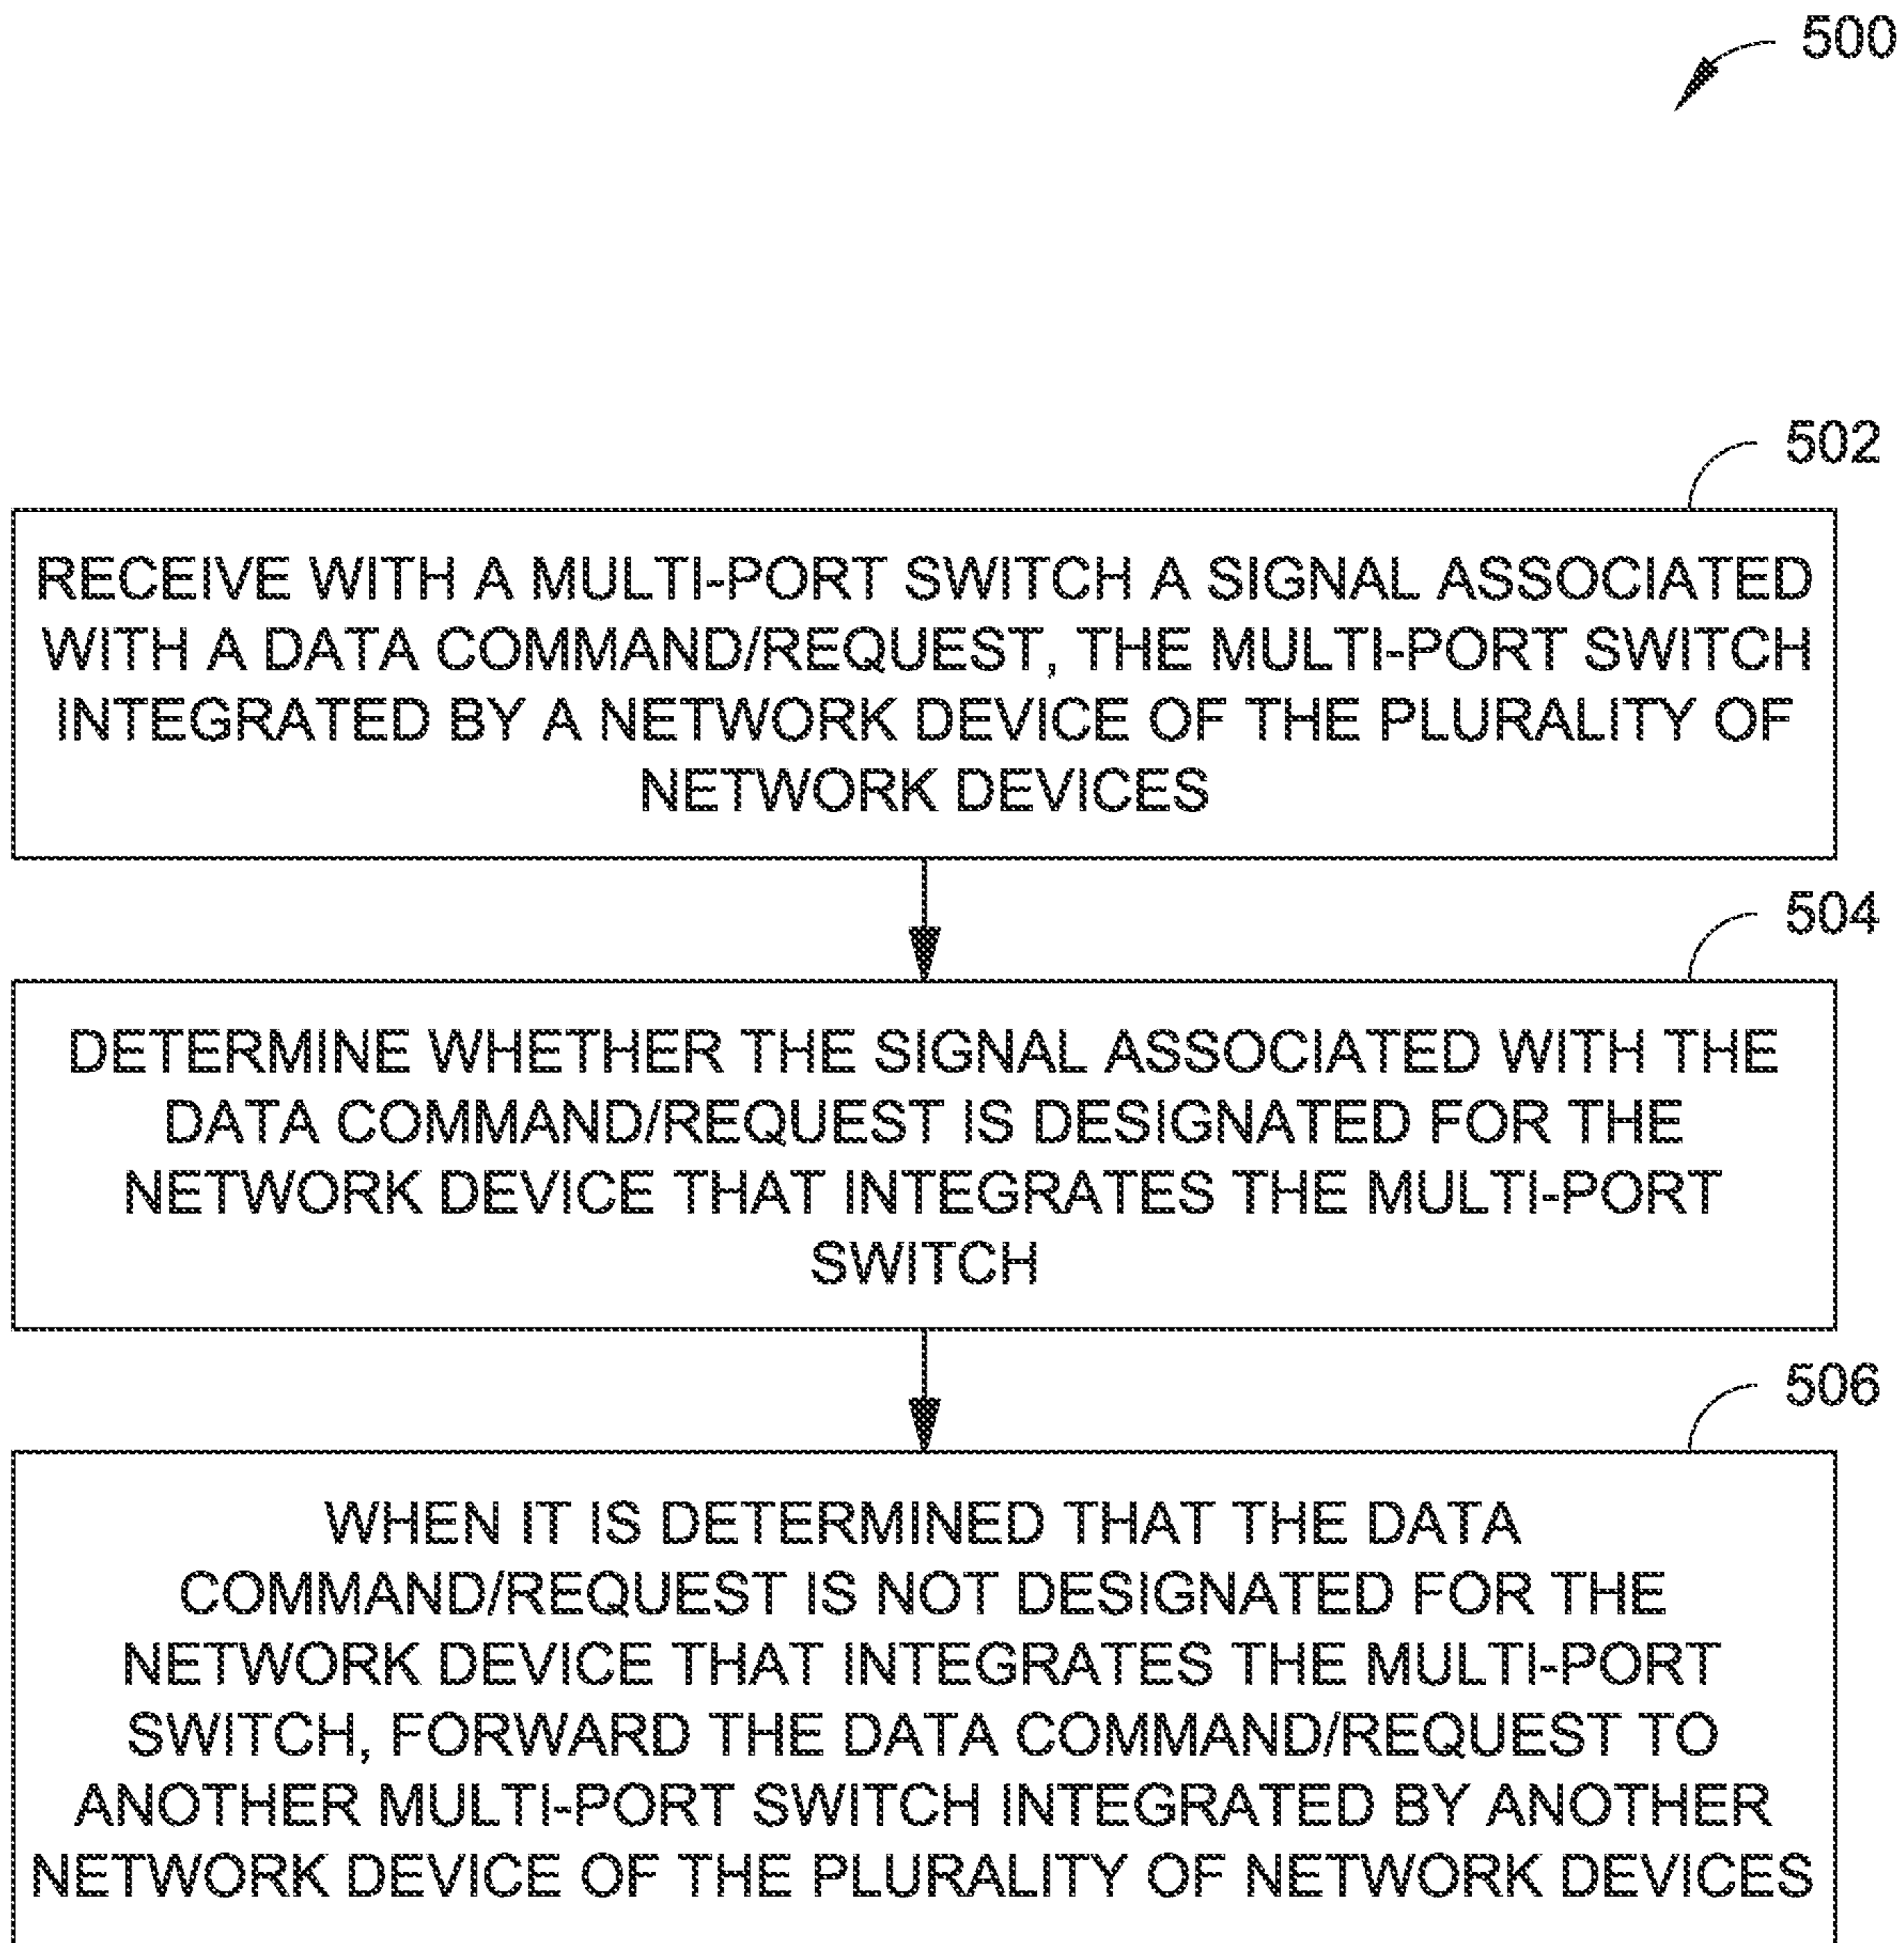 500
502
RECEIVE WITH A MULTI-PORT SWITCH A SIGNAL ASSOCIATED
WITH A DATA COMMAND/REQUEST, THE MULTI-PORT SWITCH
INTEGRATED BY A NETWORK DEVICE OF THE PLURALITY OF
NETWORK DEVICES
504
DETERMINE WHETHER THE SIGNAL ASSOCIATED WITH THE
DATA COMMAND/REQUEST IS DESIGNATED FOR THE
NETWORK DEVICE THAT INTEGRATES THE MULTI-PORT
SWITCH
506
WHEN IT IS DETERMINED THAT THE DATA
COMMAND/REQUEST IS NOT DESIGNATED FOR THE
NETWORK DEVICE THAT INTEGRATES THE MULTI-PORT
SWITCH, FORWARD THE DATA COMMAND/REQUEST TO
ANOTHER MULTI-PORT SWITCH INTEGRATED BY ANOTHER
NETWORK DEVICE OF THE PLURALITY OF NETWORK DEVICES